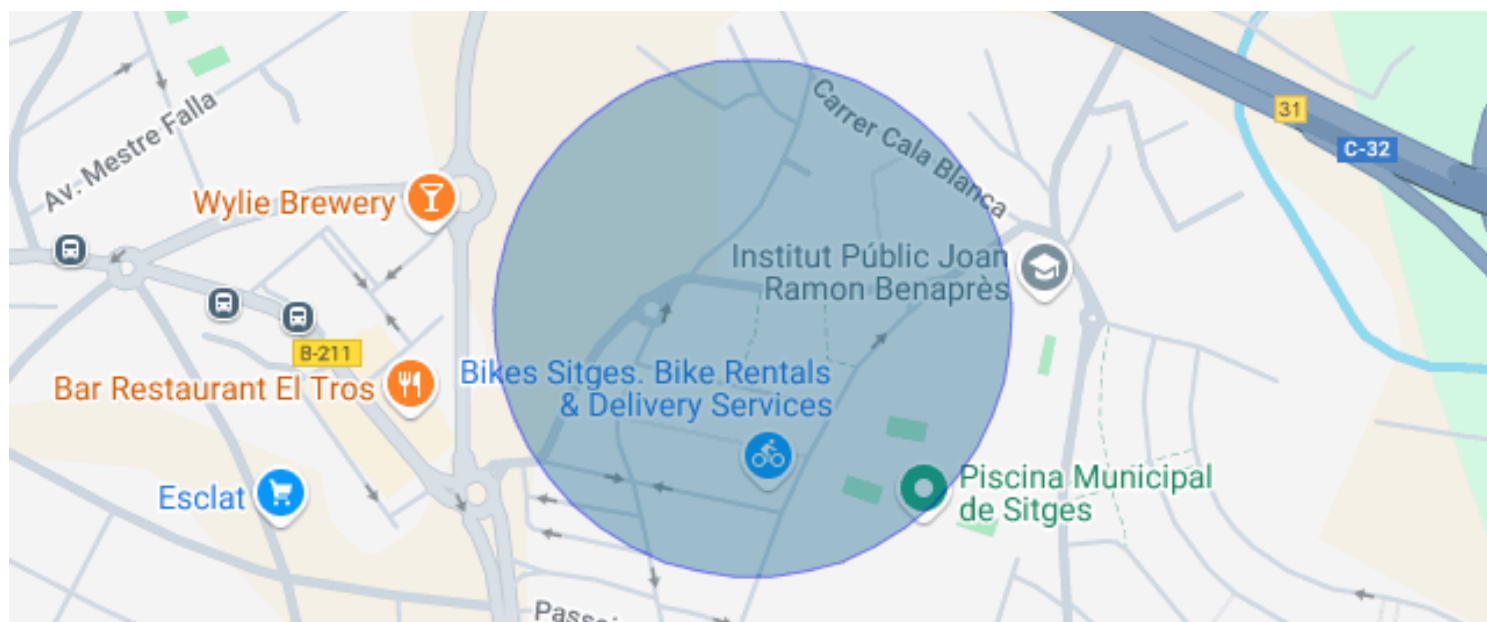 31
C-32
Av. Mestre Falla
Carrer Cala Blanca
Wylie Brewery
Institut Públic Joan
Ramon Benaprès
B-211
Bar Restaurant El Tros
Bikes Sitges. Bike Rentals
& Delivery Services
Esclat
Piscina Municipal
de Sitges